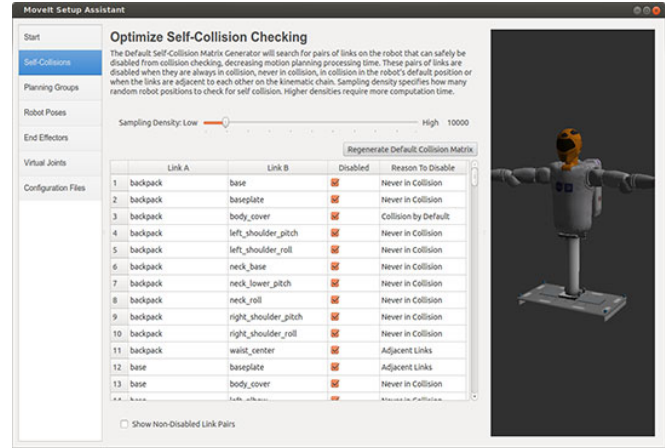 MoveIt Setup Assistant
Start
Self-Collisions
Planning Groups
Robot Poses
End Effectors
Virtual Joints
Configuration Files
Optimize Self-Collision Checking
The Default Self-Collision Matrix Generator will search for pairs of links on the robot that can safely be
disabled from collision checking, decreasing motion planning processing time. These pairs of links are
disabled when they are always in collision, never in collision, in collision in the robot's default position or
when the links are adjacent to each other on the kinematic chain. Sampling density specifies how many
random robot positions to check for self collision. Higher densities require more computation time.
Sampling Density: Low High 10000
Regenerate Default Collision Matrix
Link A Link B Disabled Reason To Disable
1 backpack base Never in Collision
2 backpack baseplate Never in Collision
3 backpack body_cover Collision by Default
4 backpack left_shoulder_pitch Never in Collision
5 backpack left_shoulder_roll Never in Collision
6 backpack neck_base Never in Collision
7 backpack neck_lower_pitch Never in Collision
8 backpack neck_roll Never in Collision
9 backpack right_shoulder_pitch Never in Collision
10 backpack right_shoulder_roll Never in Collision
11 backpack waist_center Adjacent Links
12 base baseplate Adjacent Links
13 base body_cover Never in Collision
14 base left_elbow Never in Collision
Show Non-Disabled Link Pairs